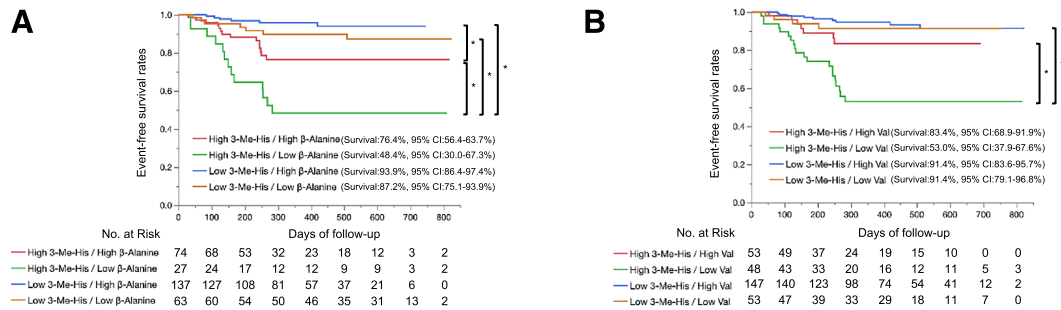 A
Event-free survival rates
1.0
0.8
0.6
0.4
0.2
0.0
*
*
*
*
High 3-Me-His / High β-Alanine (Survival:76.4%, 95% CI:56.4-63.7%)
High 3-Me-His / Low β-Alanine (Survival:48.4%, 95% CI:30.0-67.3%)
Low 3-Me-His / High β-Alanine (Survival:93.9%, 95% CI:86.4-97.4%)
Low 3-Me-His / Low β-Alanine (Survival:87.2%, 95% CI:75.1-93.9%)
0 100 200 300 400 500 600 700 800
No. at Risk Days of follow-up
High 3-Me-His / High β-Alanine 74 68 53 32 23 18 12 3 2
High 3-Me-His / Low β-Alanine 27 24 17 12 12 9 9 3 2
Low 3-Me-His / High β-Alanine 137 127 108 81 57 37 21 6 0
Low 3-Me-His / Low β-Alanine 63 60 54 50 46 35 31 13 2
B
Event-free survival rates
1.0
0.8
0.6
0.4
0.2
0.0
*
*
High 3-Me-His / High Val (Survival:83.4%, 95% CI:68.9-91.9%)
High 3-Me-His / Low Val (Survival:53.0%, 95% CI:37.9-67.6%)
Low 3-Me-His / High Val (Survival:91.4%, 95% CI:83.6-95.7%)
Low 3-Me-His / Low Val (Survival:91.4%, 95% CI:79.1-96.8%)
0 100 200 300 400 500 600 700 800
No. at Risk Days of follow-up
High 3-Me-His / High Val 53 49 37 24 19 15 10 0 0
High 3-Me-His / Low Val 48 43 33 20 16 12 11 5 3
Low 3-Me-His / High Val 147 140 123 98 74 54 41 12 2
Low 3-Me-His / Low Val 53 47 39 33 29 18 11 7 0